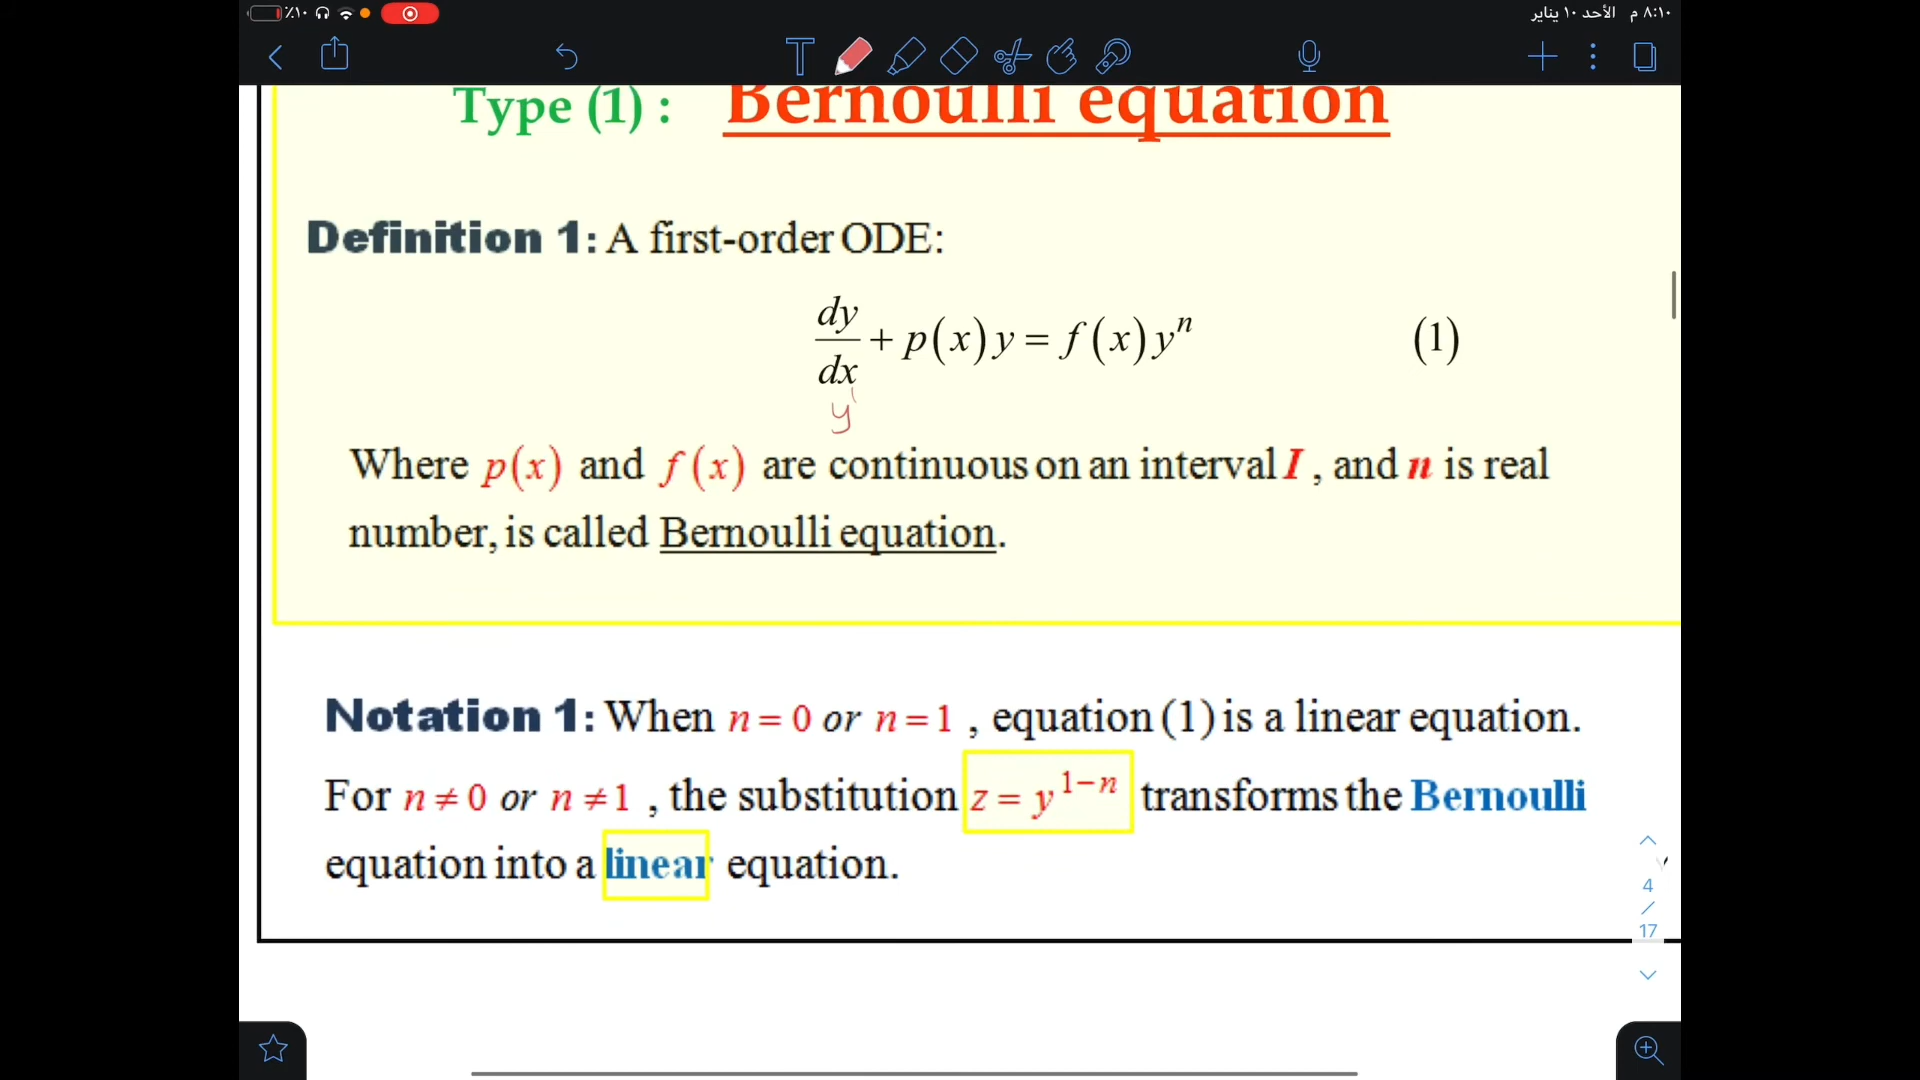 ٪١٠
٨:١٠ م الأحد ١٠ يناير
Type (1) : Bernoulli equation
Definition 1: A first-order ODE:
dy/dx + p(x) y = f(x) yⁿ (1)
y'
Where p(x) and f(x) are continuous on an interval I , and n is real
number, is called Bernoulli equation.
Notation 1: When n = 0 or n = 1 , equation (1) is a linear equation.
For n ≠ 0 or n ≠ 1 , the substitution z = y¹⁻ⁿ transforms the Bernoulli
equation into a linear equation.
4
/
17